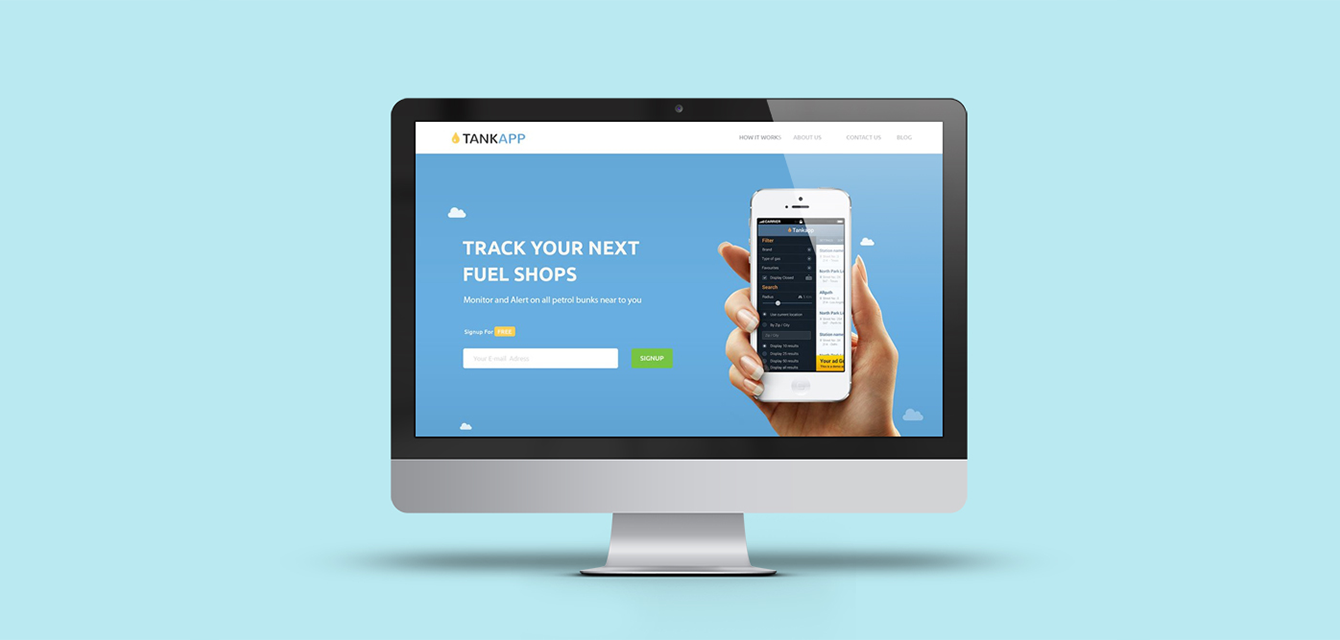 TANKAPP
HOW IT WORKS ABOUT US CONTACT US BLOG
TRACK YOUR NEXT
FUEL SHOPS
Monitor and Alert on all petrol bunks near to you
Signup For FREE
Your E-mail Adress
SIGNUP
CARRIER
Tankapp
Filter
Brand
Type of gas
Favourites
Display Closed
Search
Radius
Use current location
By Zip / City
Zip / City
Display 10 results
Display 25 results
Display 50 results
Display all results
Station name
North Park L
Allguth
North Park L
Station name
Your ad G